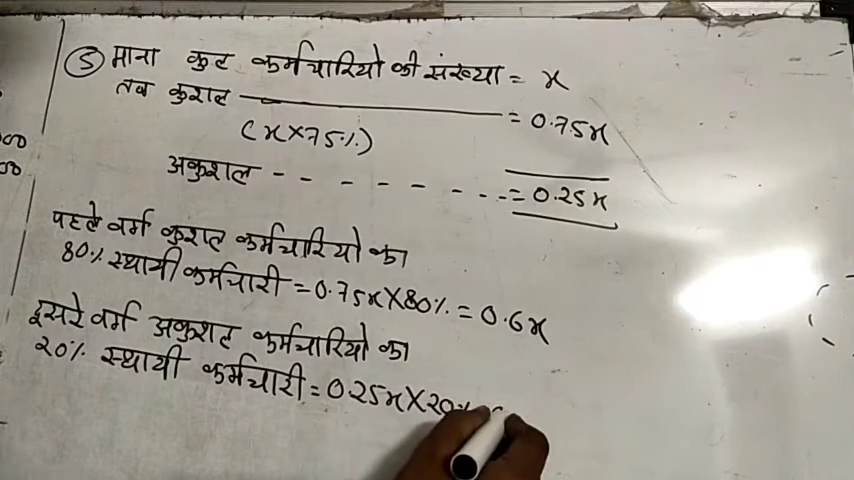 ⑤ माना कुल कर्मचारियो की संख्या = x
तब कुशल ——— = 0.75x
(x×75%)
अकुशल - - - - - - - - = 0.25x
पहले वर्ग कुशल कर्मचारियो का
80% स्थायी कर्मचारी = 0.75x×80% = 0.6x
दूसरे वर्ग अकुशल कर्मचारियो का
20% स्थायी कर्मचारी = 0.25x×20%